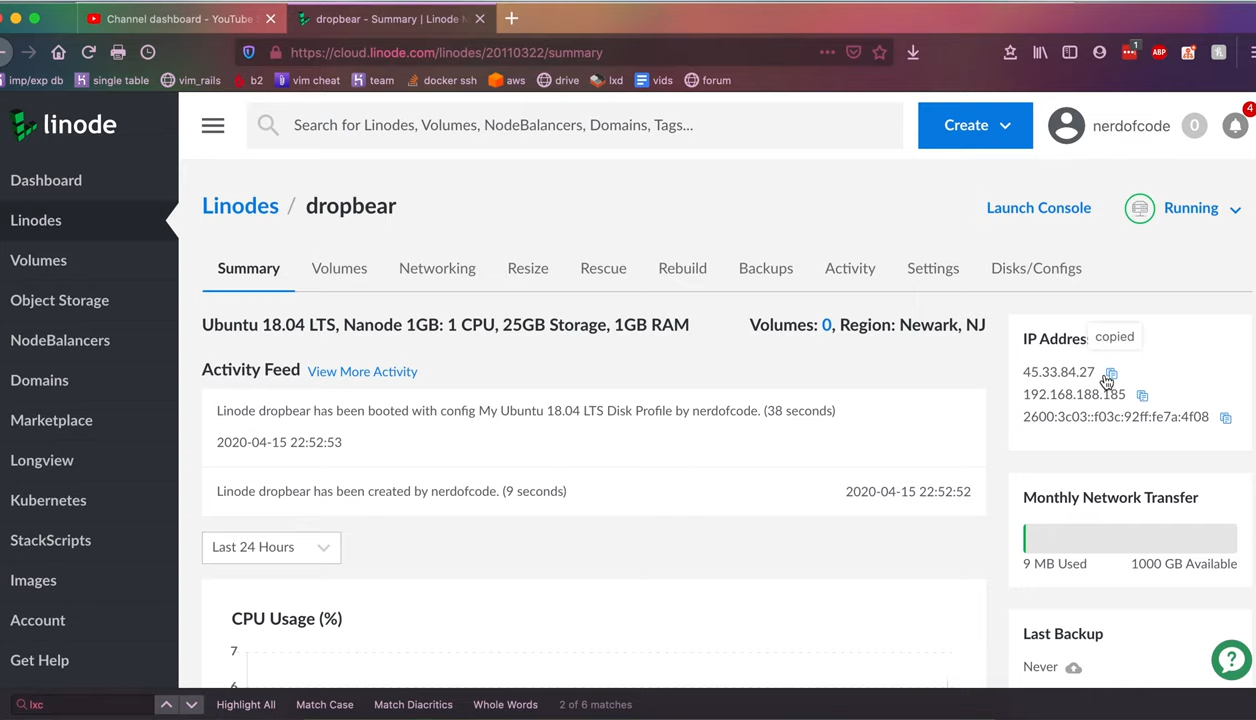 Channel dashboard - YouTube
dropbear - Summary | Linode M
https://cloud.linode.com/linodes/20110322/summary
1
ABP
imp/exp db
single table
vim_rails
b2
vim cheat
team
docker ssh
aws
drive
lxd
vids
forum
linode
Search for Linodes, Volumes, NodeBalancers, Domains, Tags...
Create
nerdofcode
0
4
Dashboard
Linodes
Volumes
Object Storage
NodeBalancers
Domains
Marketplace
Longview
Kubernetes
StackScripts
Images
Account
Get Help
Linodes / dropbear
Launch Console
Running
Summary
Volumes
Networking
Resize
Rescue
Rebuild
Backups
Activity
Settings
Disks/Configs
Ubuntu 18.04 LTS, Nanode 1GB: 1 CPU, 25GB Storage, 1GB RAM
Volumes: 0, Region: Newark, NJ
Activity Feed View More Activity
Linode dropbear has been booted with config My Ubuntu 18.04 LTS Disk Profile by nerdofcode. (38 seconds)
2020-04-15 22:52:53
Linode dropbear has been created by nerdofcode. (9 seconds)
2020-04-15 22:52:52
Last 24 Hours
CPU Usage (%)
7
6
IP Addres
copied
45.33.84.27
192.168.188.185
2600:3c03::f03c:92ff:fe7a:4f08
Monthly Network Transfer
9 MB Used
1000 GB Available
Last Backup
Never
?
lxc
Highlight All
Match Case
Match Diacritics
Whole Words
2 of 6 matches